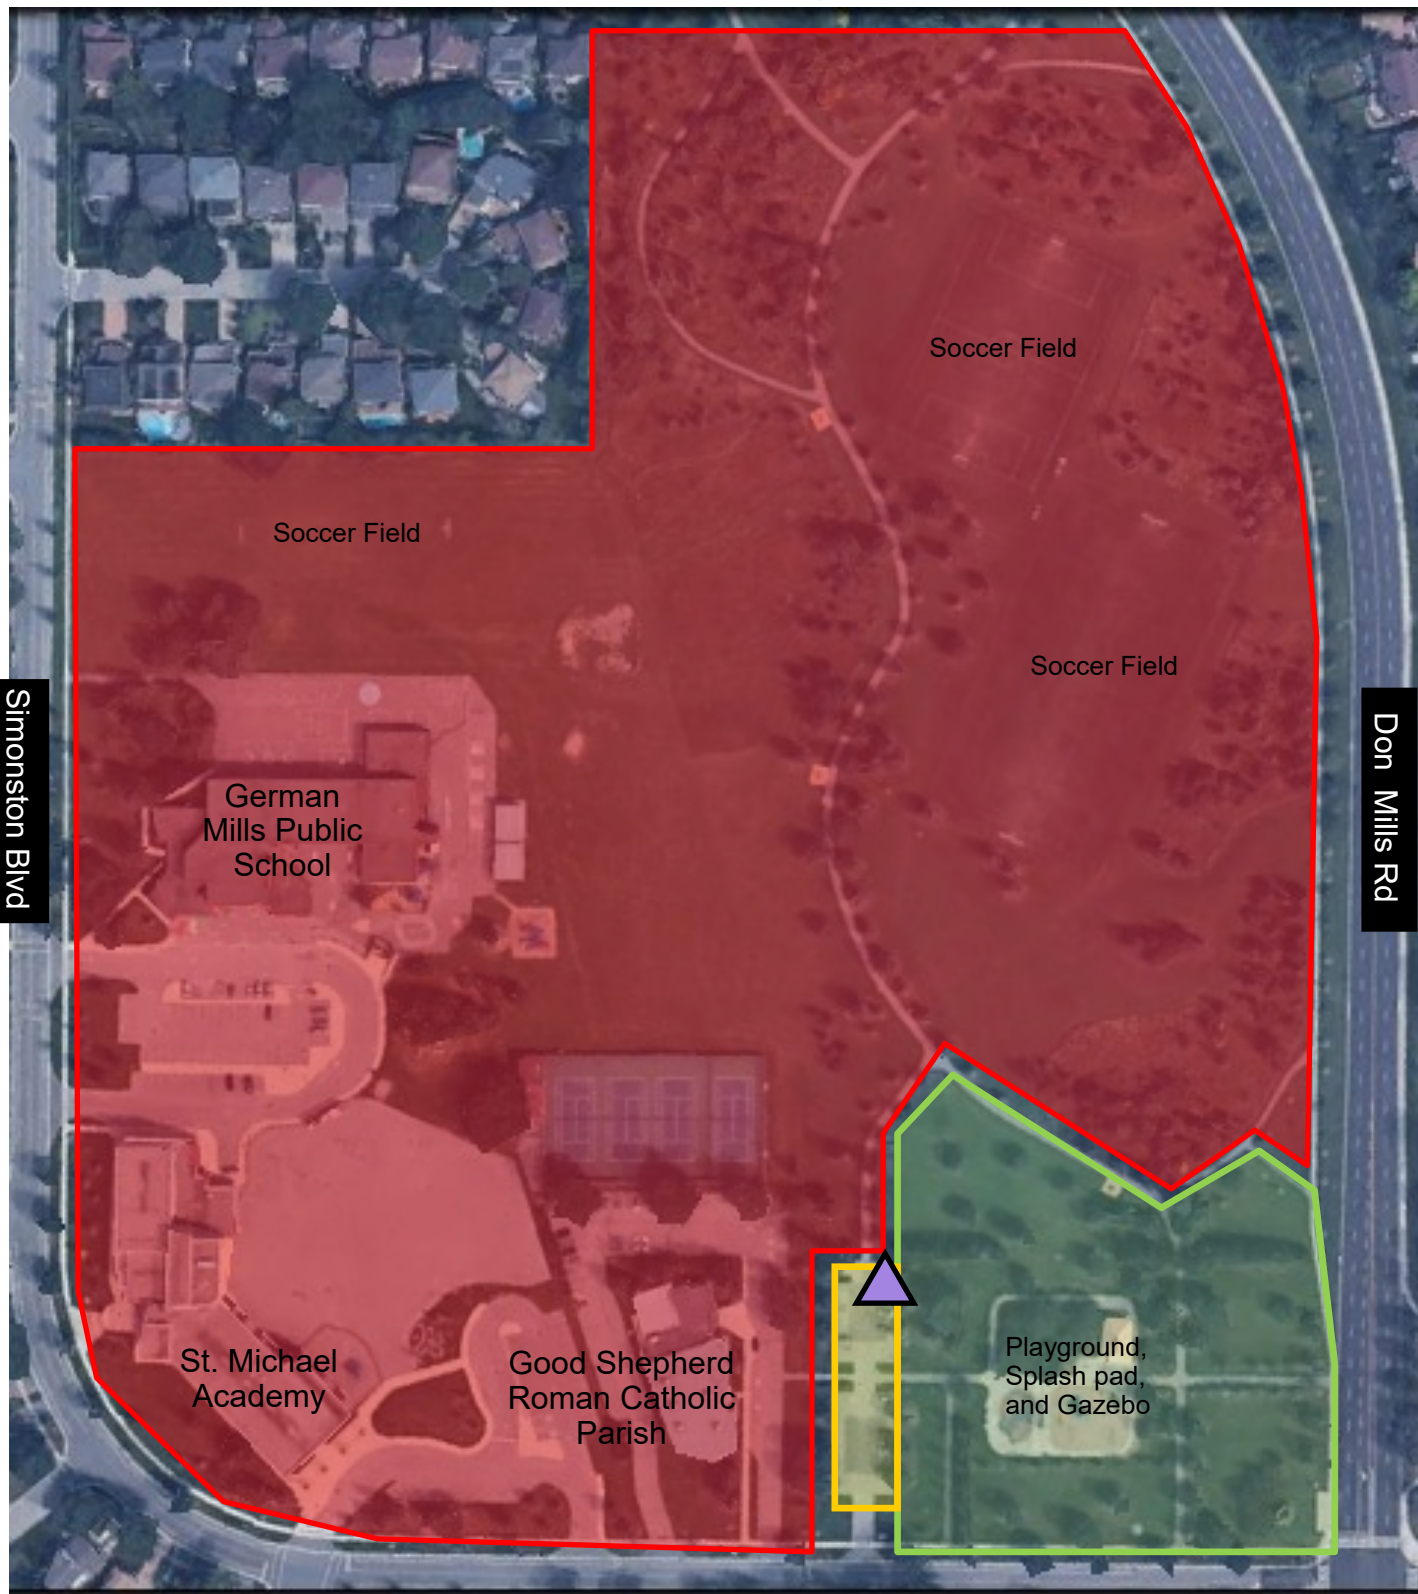 Soccer Field
Soccer Field
Soccer Field
Simonston Blvd
Don Mills Rd
German
Mills Public
School
St. Michael
Academy
Good Shepherd
Roman Catholic
Parish
Playground,
Splash pad,
and Gazebo